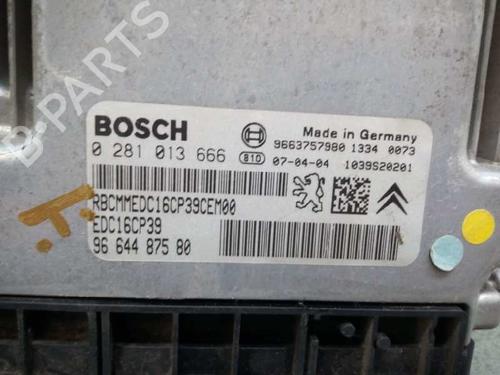 B-PARTS
BOSCH
Made in Germany
9663757980 1334 0073
0 281 013 666
810
07-04-04
1039S20201
RBCMMEDC16CP39CEM00
EDC16CP39
96 644 875 80